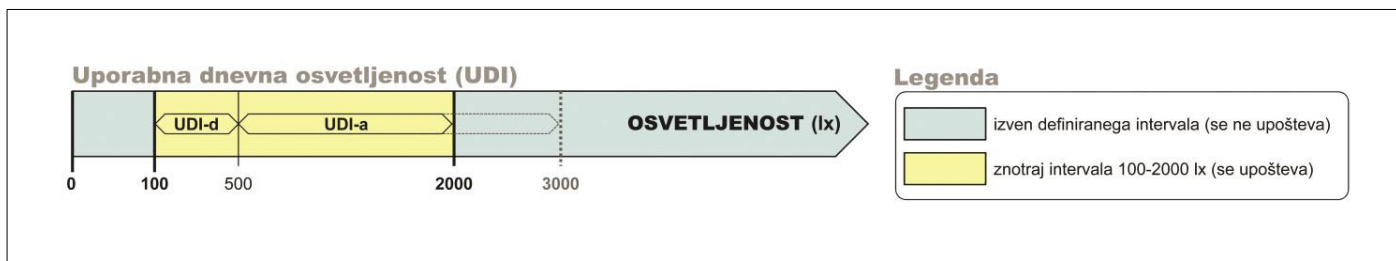 Uporabna dnevna osvetljenost (UDI)
UDI-d
UDI-a
OSVETLJENOST (lx)
0
100
500
2000
3000
Legenda
izven definiranega intervala (se ne upošteva)
znotraj intervala 100-2000 lx (se upošteva)